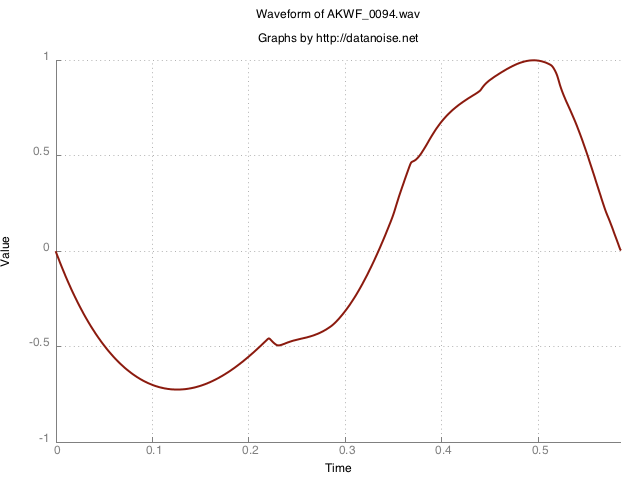 Waveform of AKWF_0094.wav
Graphs by http://datanoise.net
1
0.5
0
-0.5
-1
Value
0 0.1 0.2 0.3 0.4 0.5
Time